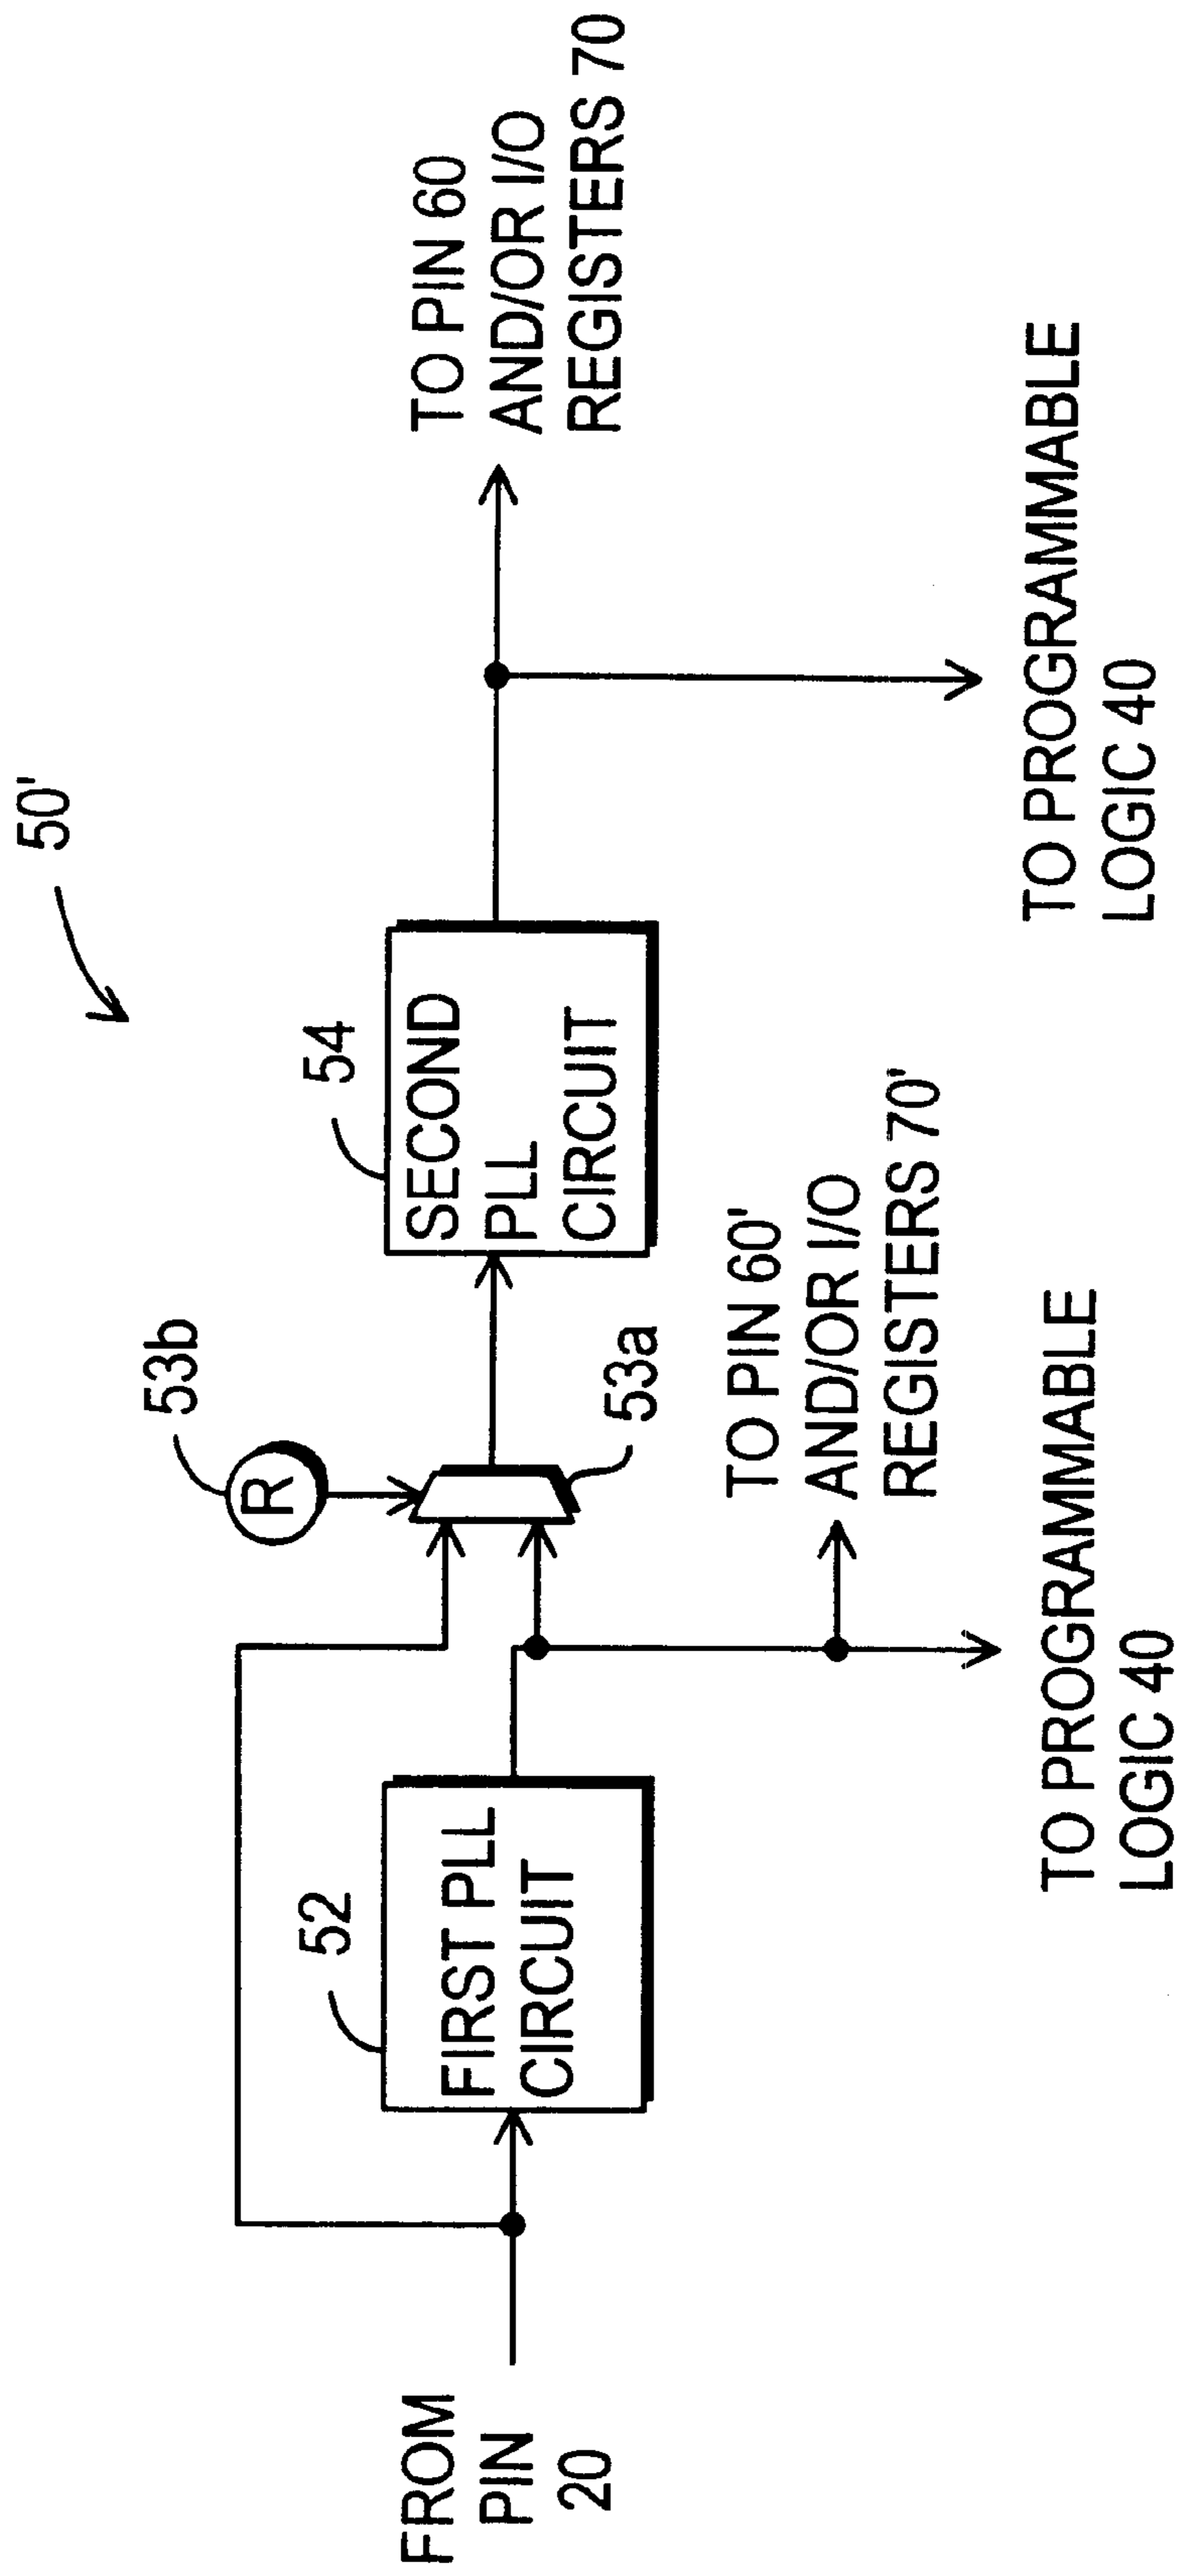 50'
FROM
PIN
20
52
FIRST PLL
CIRCUIT
53b
R
53a
54
SECOND
PLL
CIRCUIT
TO PIN 60
AND/OR I/O
REGISTERS 70
TO PIN 60'
AND/OR I/O
REGISTERS 70'
TO PROGRAMMABLE
LOGIC 40
TO PROGRAMMABLE
LOGIC 40